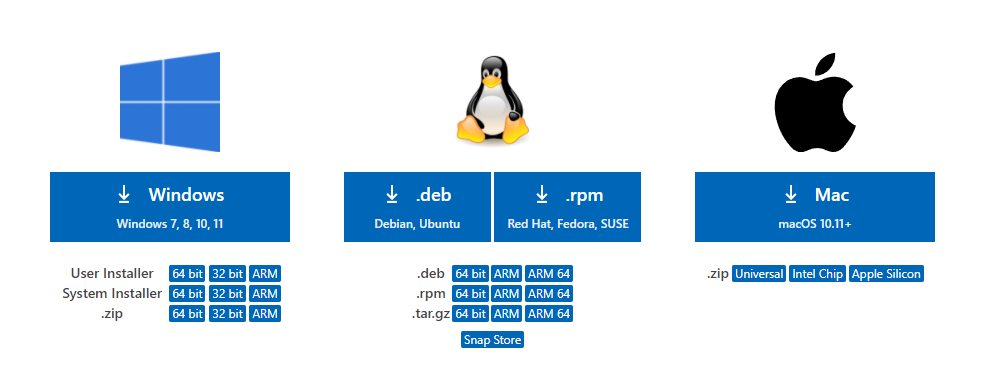 Windows
Windows 7, 8, 10, 11
User Installer 64 bit 32 bit ARM
System Installer 64 bit 32 bit ARM
.zip 64 bit 32 bit ARM
.deb
Debian, Ubuntu
.rpm
Red Hat, Fedora, SUSE
.deb 64 bit ARM ARM 64
.rpm 64 bit ARM ARM 64
.tar.gz 64 bit ARM ARM 64
Snap Store
Mac
macOS 10.11+
.zip Universal Intel Chip Apple Silicon